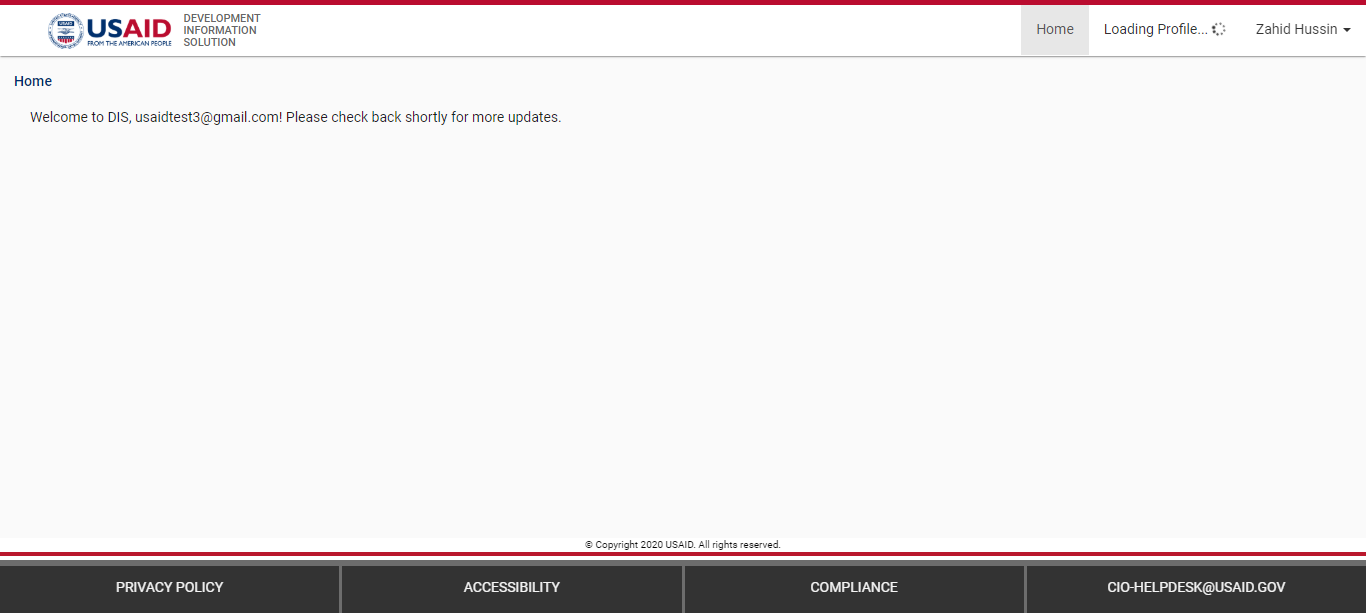 USAID
FROM THE AMERICAN PEOPLE
DEVELOPMENT
INFORMATION
SOLUTION
Home
Loading Profile...
Zahid Hussin
Home
Welcome to DIS, usaidtest3@gmail.com! Please check back shortly for more updates.
© Copyright 2020 USAID. All rights reserved.
PRIVACY POLICY
ACCESSIBILITY
COMPLIANCE
CIO-HELPDESK@USAID.GOV